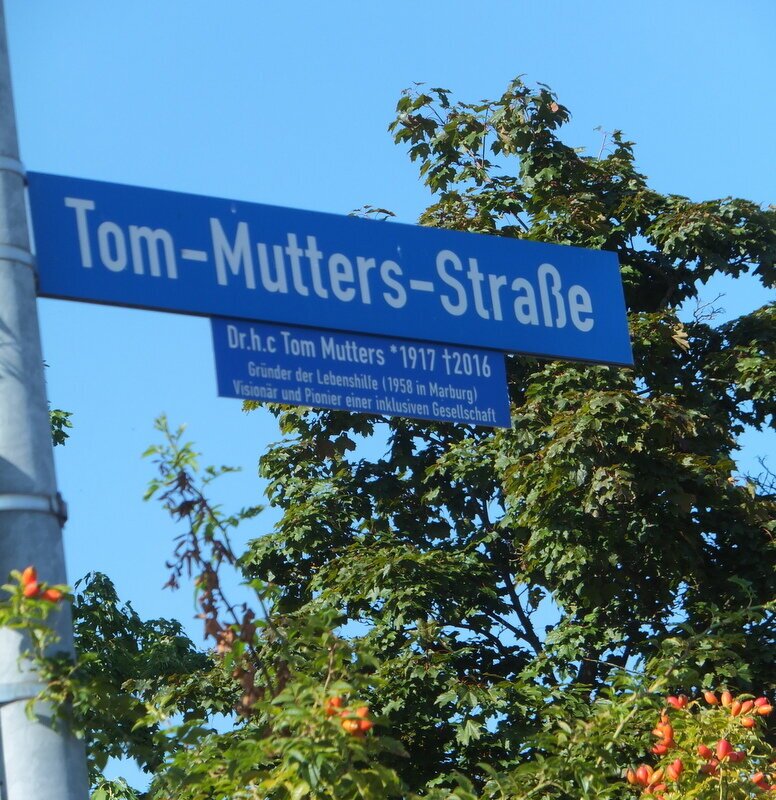 Tom-Mutters-Straße
Dr.h.c Tom Mutters *1917 †2016
Gründer der Lebenshilfe (1958 in Marburg)
Visionär und Pionier einer inklusiven Gesellschaft